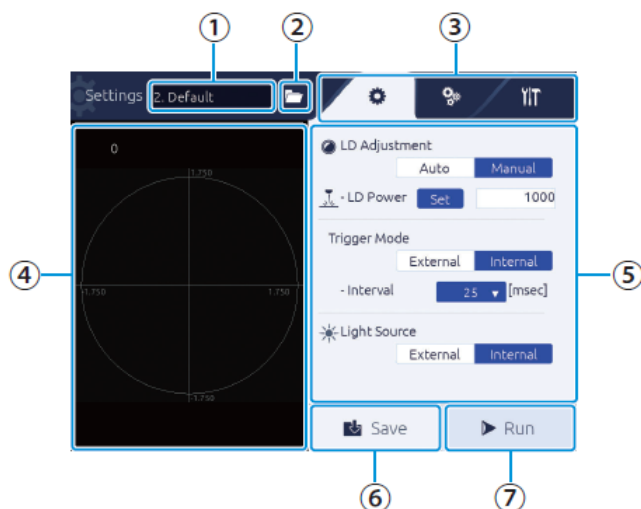 ① ② ③
Settings 2. Default
0
1.750
-1.750 1.750
-1.750
LD Adjustment
Auto Manual
- LD Power Set 1000
Trigger Mode
External Internal
- Interval 25 ▼ [msec]
Light Source
External Internal
④ ⑤
Save Run
⑥ ⑦